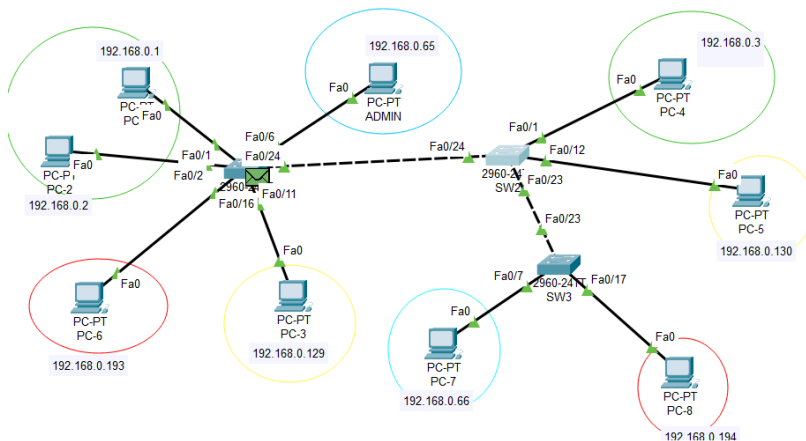 192.168.0.1
Fa0
PC-PT
PC-2
192.168.0.2
Fa0
192.168.0.65
Fa0
PC-PT
ADMIN
Fa0/6
Fa0/24
Fa0/1
Fa0/2
Fa0/16
Fa0/11
Fa0
PC-PT
PC-6
192.168.0.193
Fa0
PC-PT
PC-3
192.168.0.129
Fa0/24
SW2
Fa0/1
Fa0/12
Fa0/23
192.168.0.3
Fa0
PC-PT
PC-4
Fa0
PC-PT
PC-5
192.168.0.130
Fa0/23
SW3
Fa0/7
Fa0/17
Fa0
PC-PT
PC-7
192.168.0.66
Fa0
PC-PT
PC-8
192.168.0.194